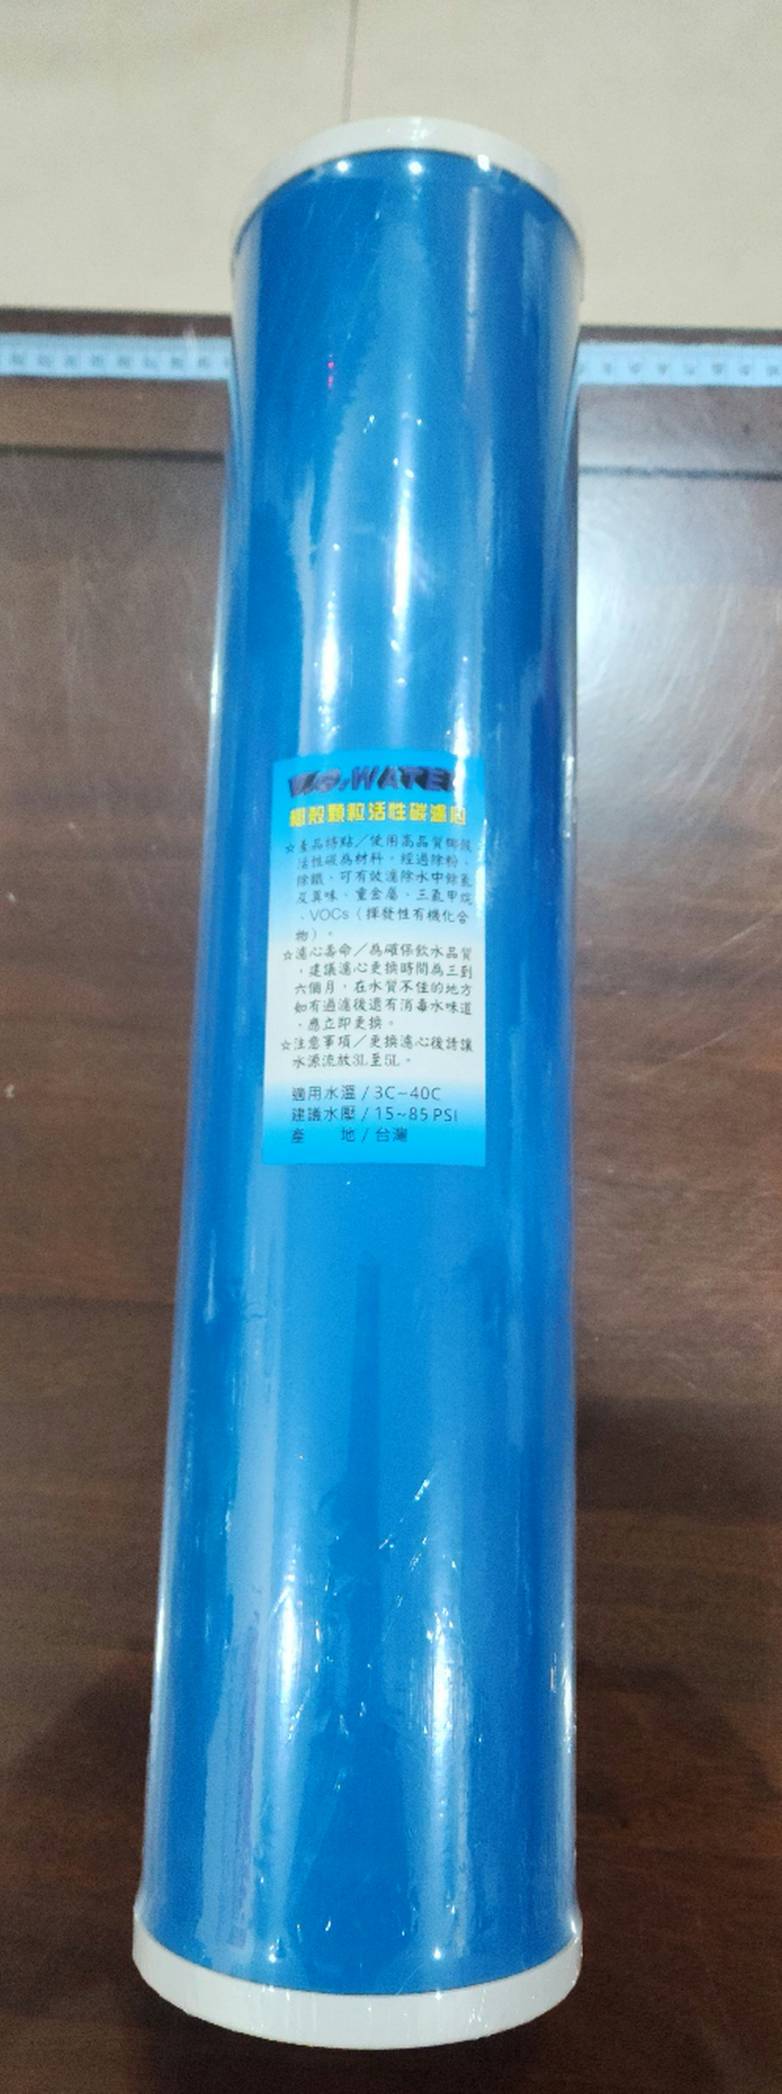 椰殼顆粒活性碳濾心
☆產品特點／使用高品質椰殼
活性碳為材料，經過除粉、
除鐵、可有效濾除水中餘氯
及異味、重金屬、三氯甲烷
、VOCs（揮發性有機化合
物）。
☆濾心壽命／為確保飲水品質
，建議濾心更換時間為三到
六個月，在水質不佳的地方
如有過濾後還有消毒水味道
，應立即更換。
☆注意事項／更換濾心後請讓
水源流放3L至5L。
適用水溫 / 3C~40C
建議水壓 / 15~85 PSI
產 地 / 台灣